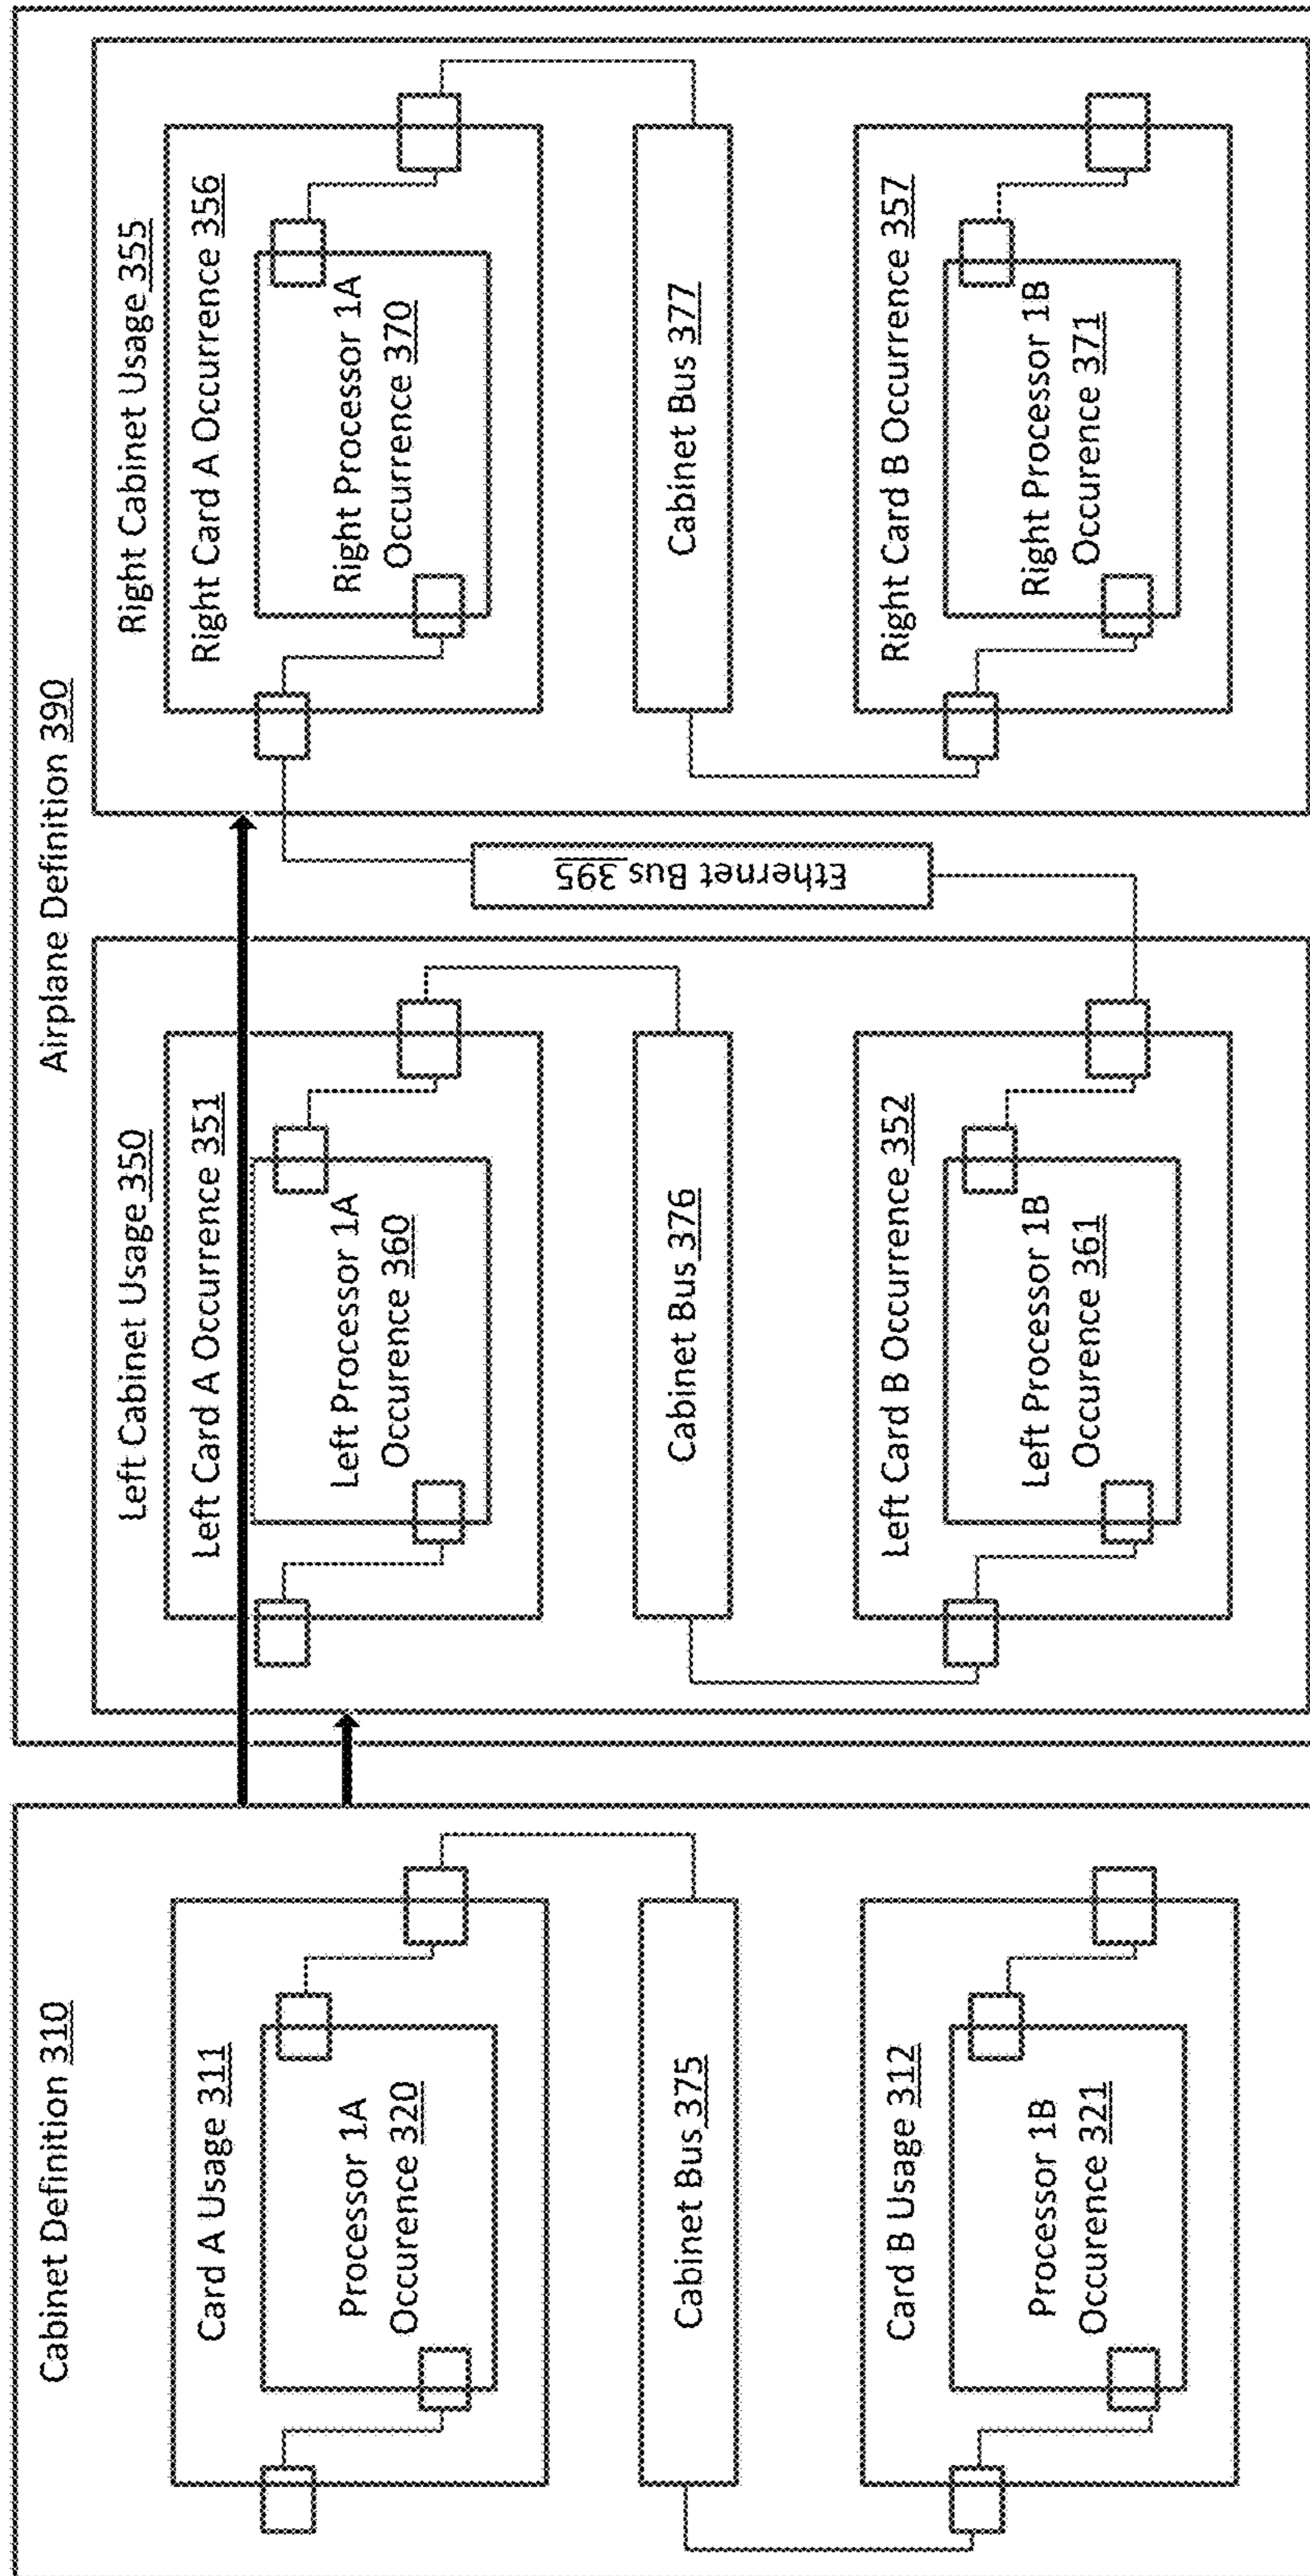 Cabinet Definition 310
Card A Usage 311
Processor 1A
Occurence 320
Cabinet Bus 375
Card B Usage 312
Processor 1B
Occurence 321
Airplane Definition 390
Left Cabinet Usage 350
Left Card A Occurrence 351
Left Processor 1A
Occurence 360
Cabinet Bus 376
Left Card B Occurrence 352
Left Processor 1B
Occurence 361
Ethernet Bus 395
Right Cabinet Usage 355
Right Card A Occurrence 356
Right Processor 1A
Occurrence 370
Cabinet Bus 377
Right Card B Occurrence 357
Right Processor 1B
Occurence 371